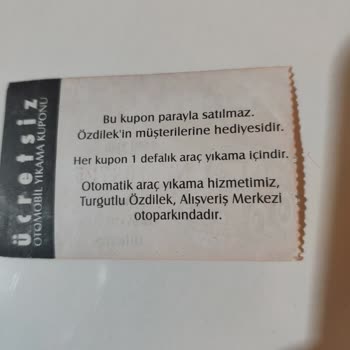 ücretsiz
OTOMOBİL YIKAMA KUPONU
Bu kupon parayla satılmaz.
Özdilek'in müşterilerine hediyesidir.
Her kupon 1 defalık araç yıkama içindir.
Otomatik araç yıkama hizmetimiz,
Turgutlu Özdilek, Alışveriş Merkezi
otoparkındadır.